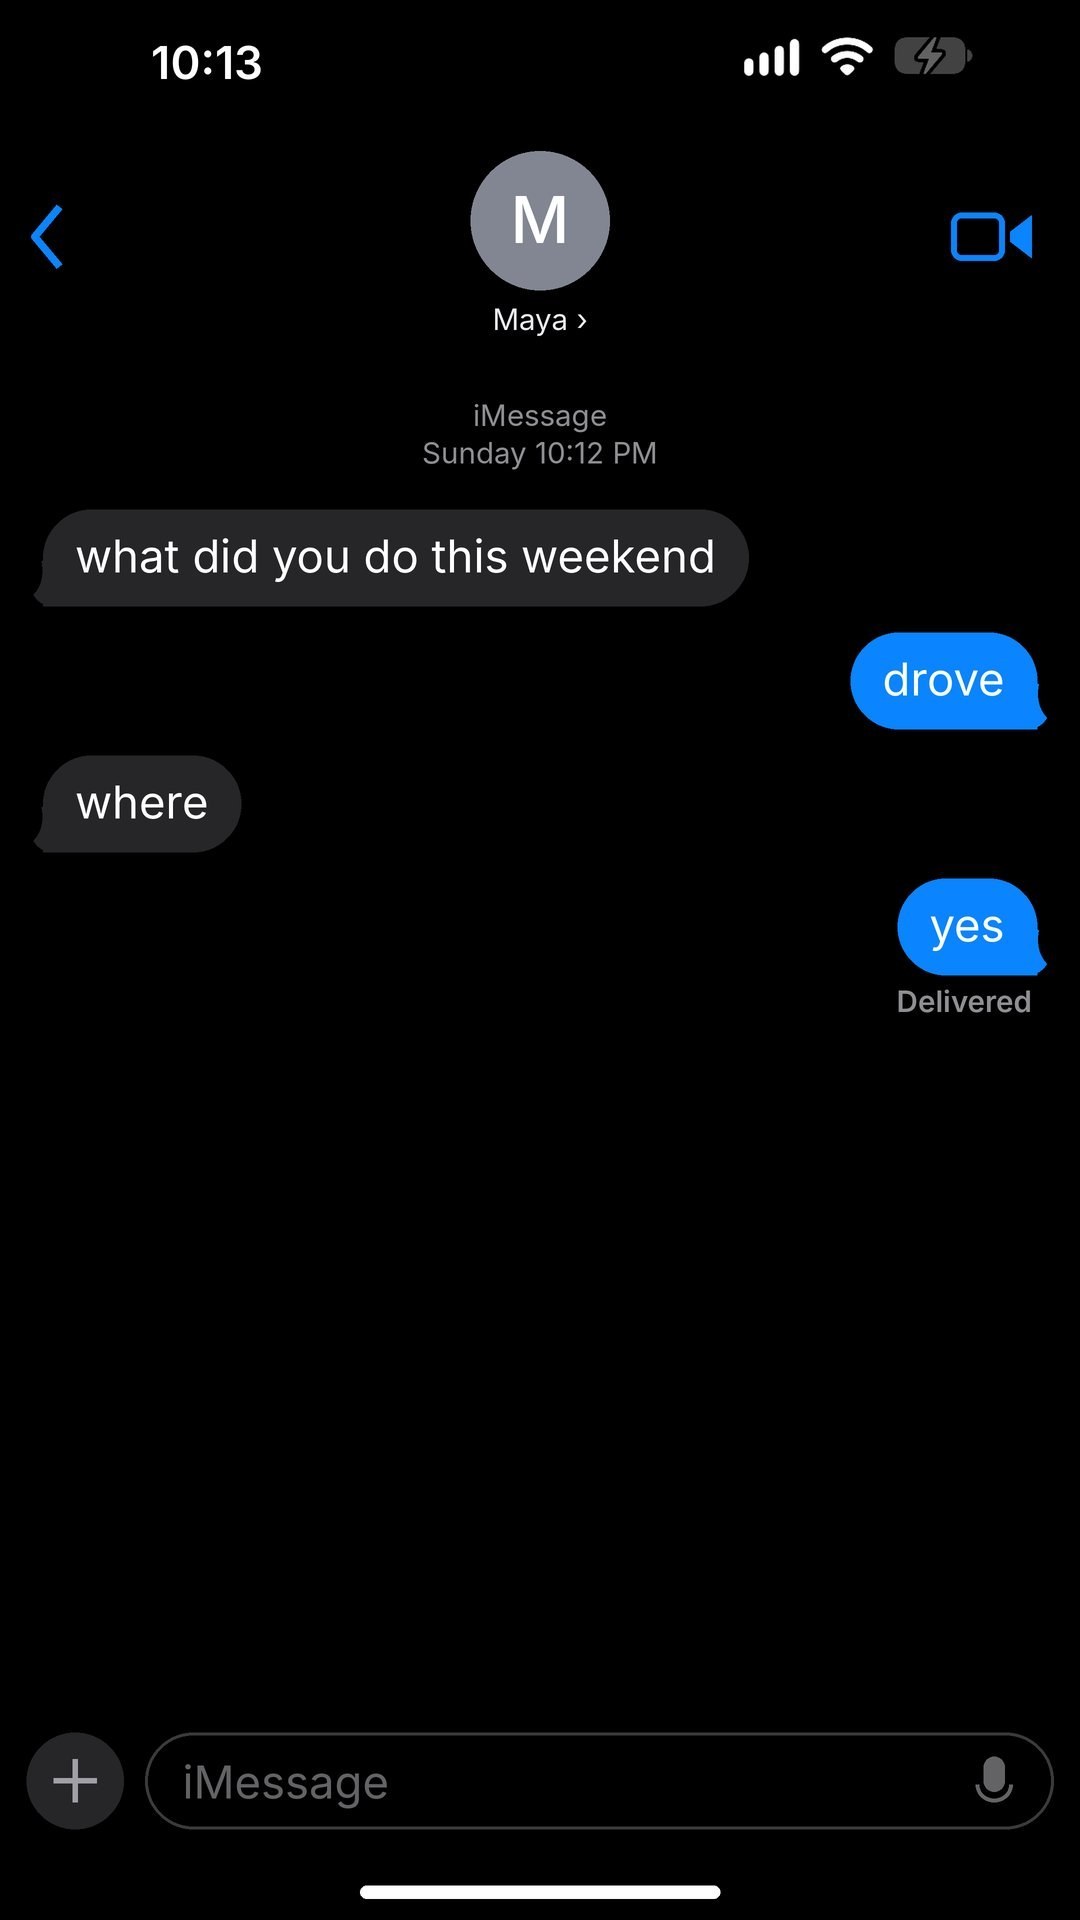 10:13
M
Maya ›
iMessage
Sunday 10:12 PM
what did you do this weekend
drove
where
yes
Delivered
iMessage